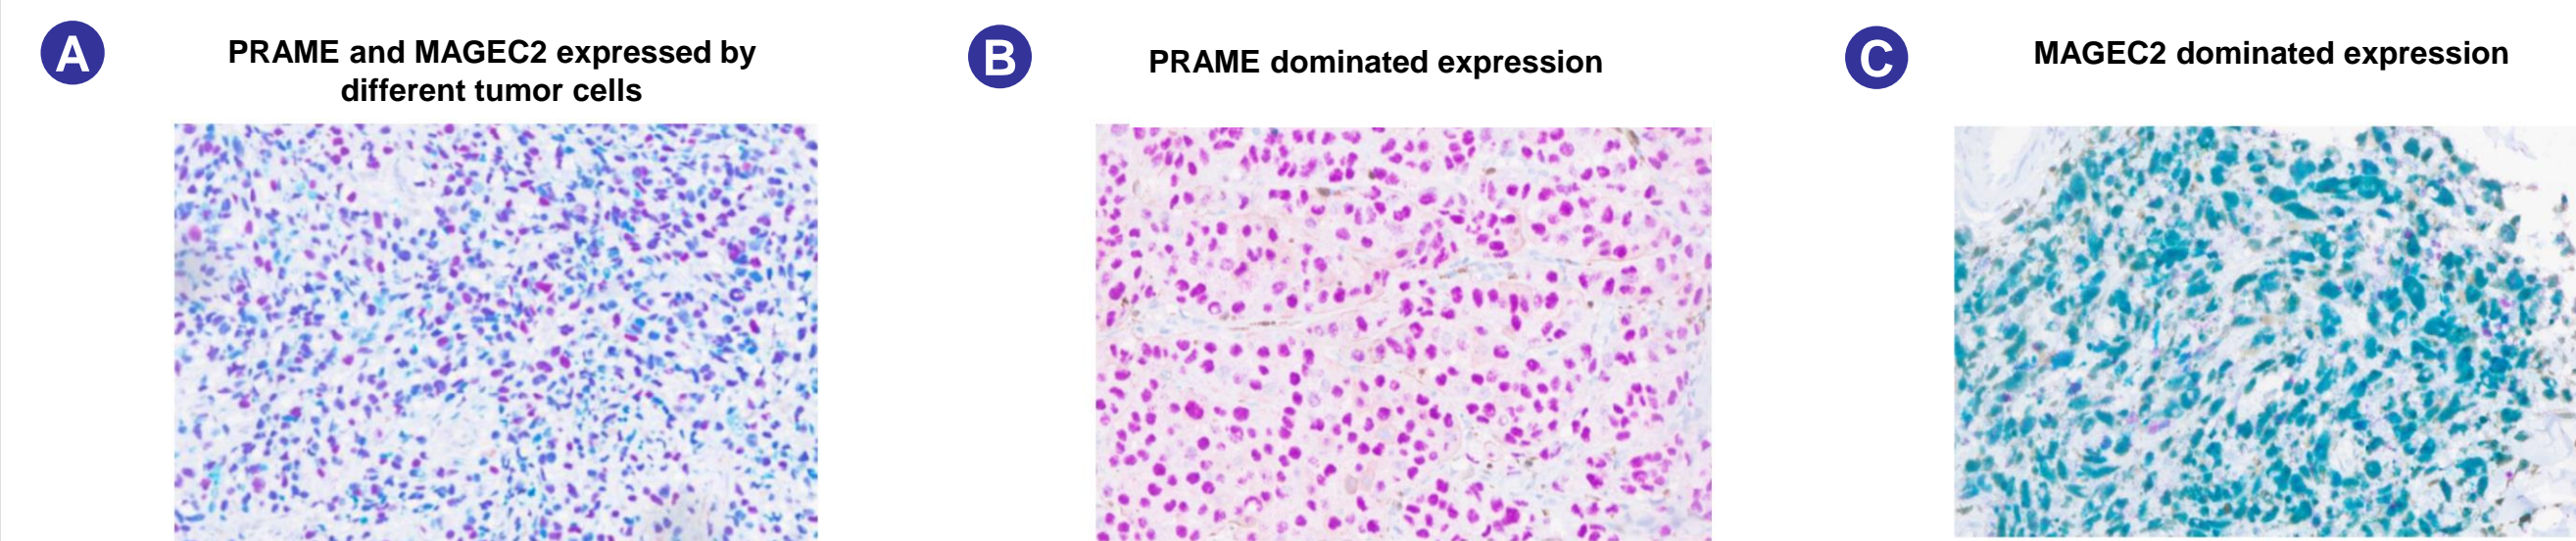 A
PRAME and MAGEC2 expressed by
different tumor cells
B
PRAME dominated expression
C
MAGEC2 dominated expression